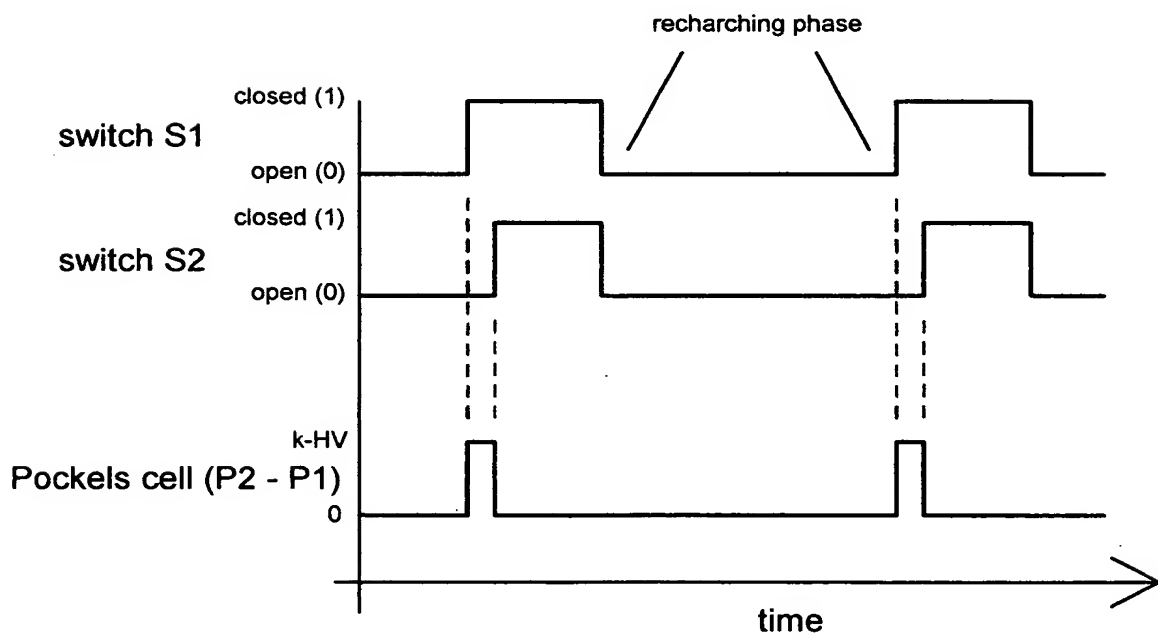 recharching phase
closed (1)
switch S1
open (0)
closed (1)
switch S2
open (0)
k-HV
Pockels cell (P2 - P1)
0
time